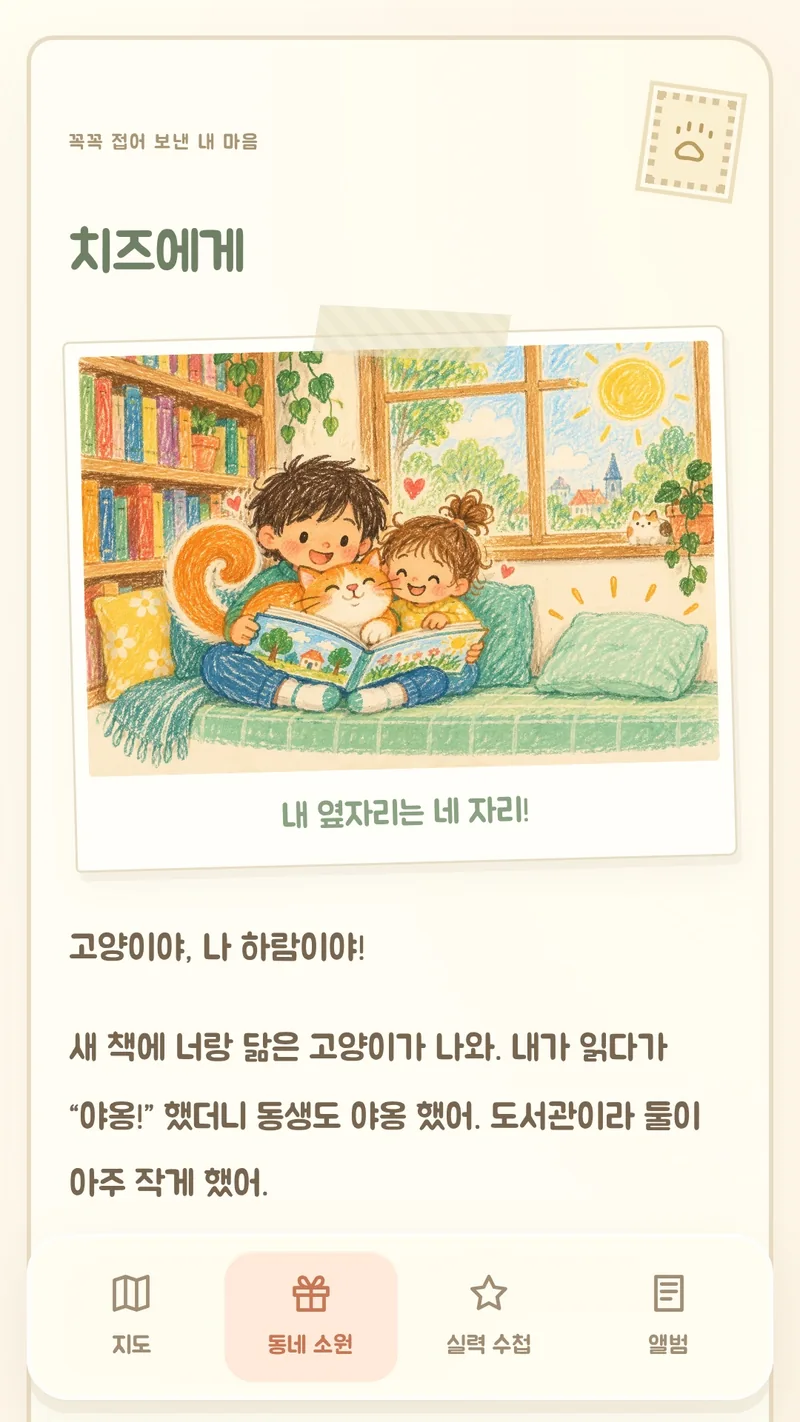 꼭꼭 접어 보낸 내 마음
치즈에게
내 옆자리는 네 자리!
고양이야, 나 하람이야!
새 책에 너랑 닮은 고양이가 나와. 내가 읽다가
“야옹!” 했더니 동생도 야옹 했어. 도서관이라 둘이
아주 작게 했어.
지도
동네 소원
실력 수첩
앨범